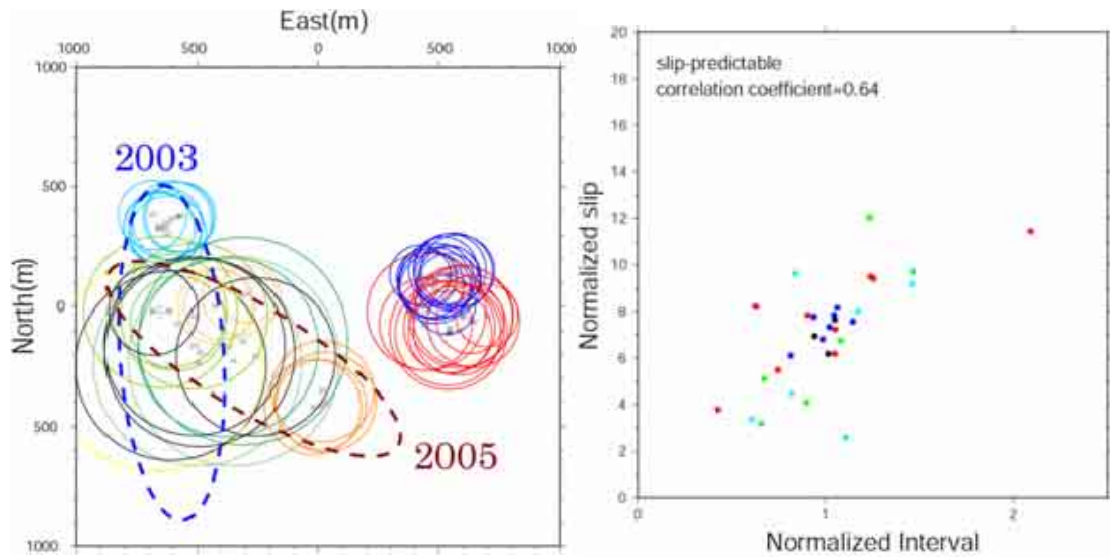 East(m)
1000 500 0 500 1000
1000
500
0
500
1000
North(m)
2003
2005
20
18
16
14
12
10
8
6
4
2
0
0 1 2
slip-predictable
correlation coefficient=0.64
Normalized slip
Normalized Interval